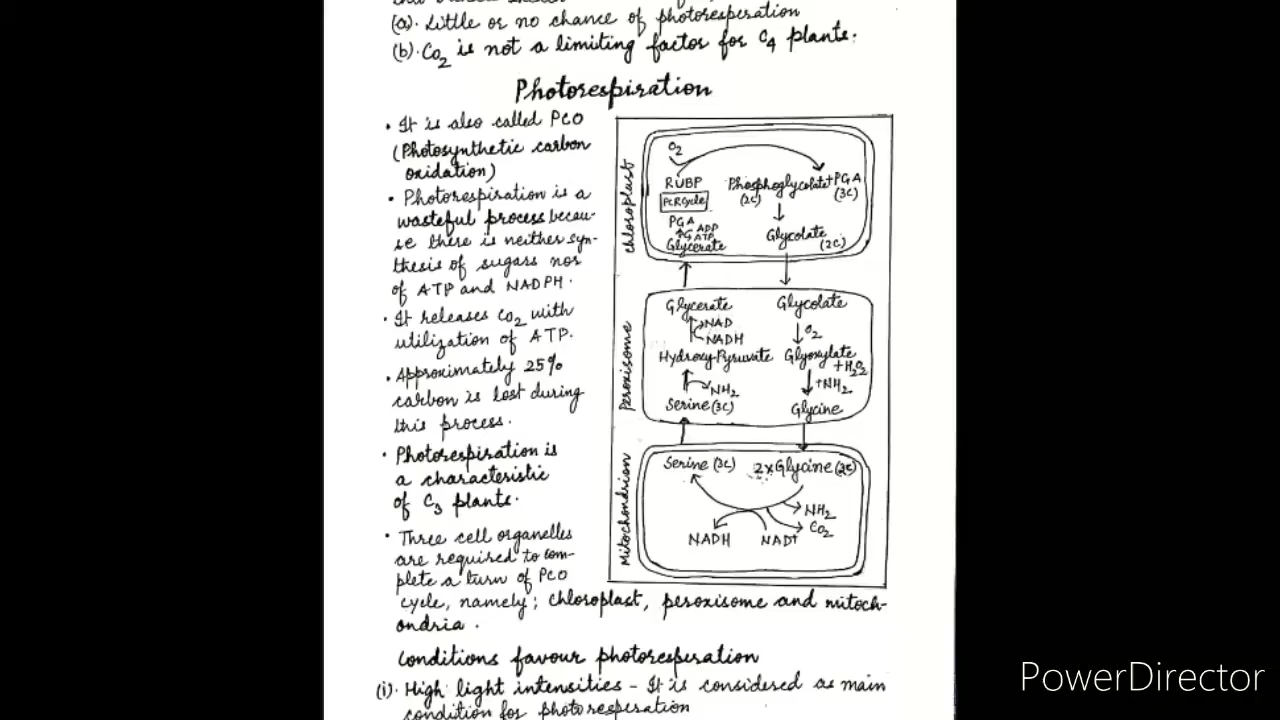 (a). Little or no chance of photorespiration
(b). CO2 is not a limiting factor for C4 plants.
Photorespiration
• It is also called PCO
(Photosynthetic carbon
oxidation)
• Photorespiration is a
wasteful process becau-
se there is neither syn-
thesis of sugars nor
of ATP and NADPH.
• It releases CO2 with
utilization of ATP.
• Approximately 25%
carbon is lost during
this process.
• Photorespiration is
a characteristic
of C3 plants.
• Three cell organelles
are required to com-
plete a turn of PCO
cycle, namely; chloroplast, peroxisome and mitoch-
ondria.
chloroplast
O2
RUBP
Phosphoglycolate + PGA
(2C)
(3C)
PCR Cycle
PGA
ADP
ATP
Glycerate
Glycolate (2C)
Peroxisome
Glycerate
Glycolate
NAD
O2
NADH
Hydroxy-Pyruvate
Glyoxylate
+H2O2
NH2
+NH2
Serine (3C)
Glycine
Mitochondrion
Serine (3C)
2x Glycine (2C)
NH2
CO2
NADH
NAD+
Conditions favour photorespiration
(i). High light intensities - It is considered as main
condition for photorespiration
PowerDirector